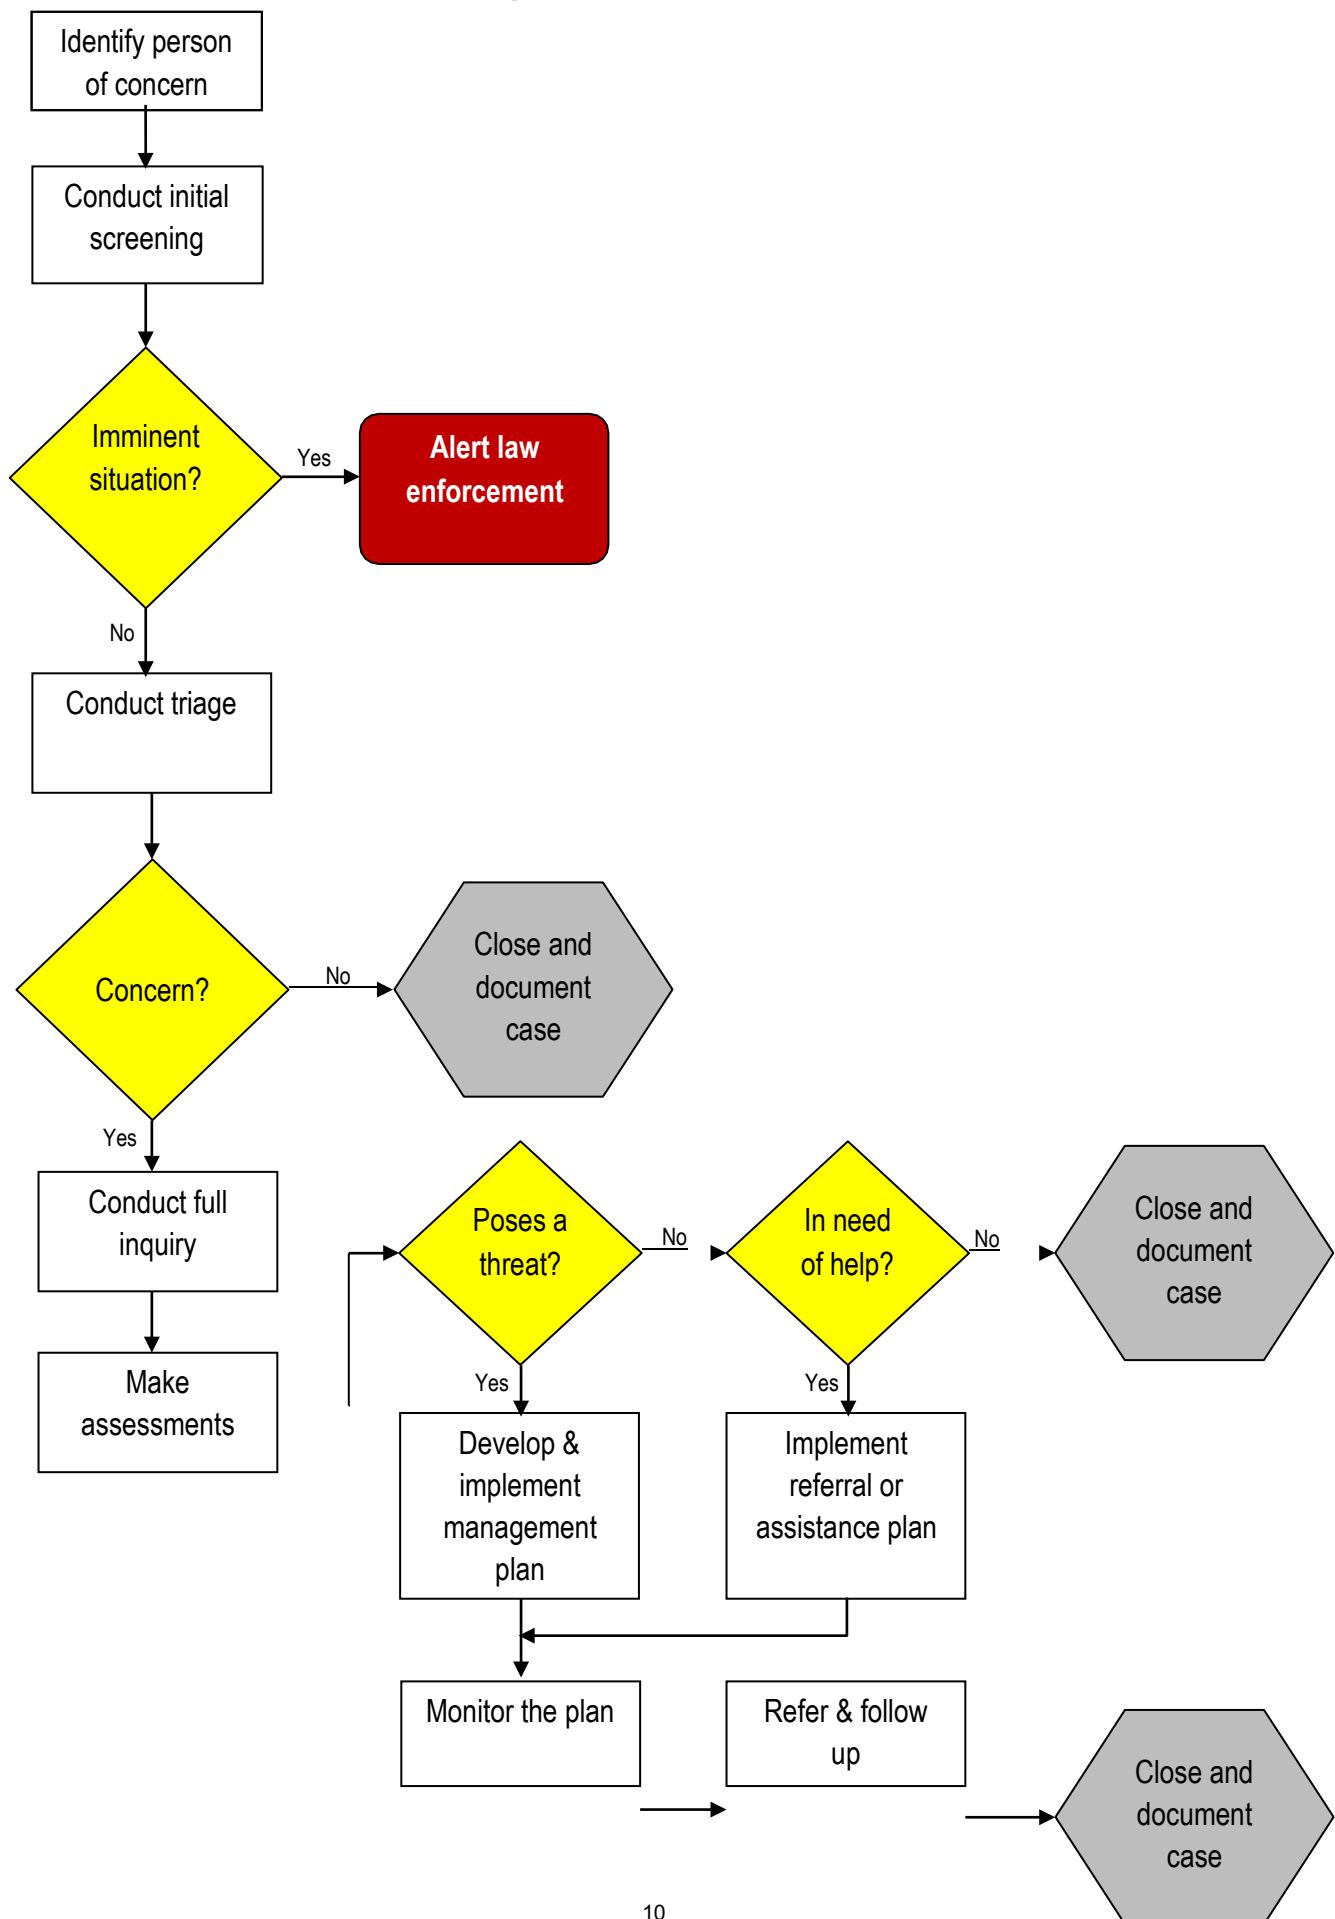 Identify person
of concern
Conduct initial
screening
Imminent
situation?
Yes
Alert law
enforcement
No
Conduct triage
Concern?
No
Close and
document
case
Yes
Conduct full
inquiry
Make
assessments
Poses a
threat?
No
In need
of help?
No
Close and
document
case
Yes
Develop &
implement
management
plan
Yes
Implement
referral or
assistance plan
Monitor the plan
Refer & follow
up
Close and
document
case
10